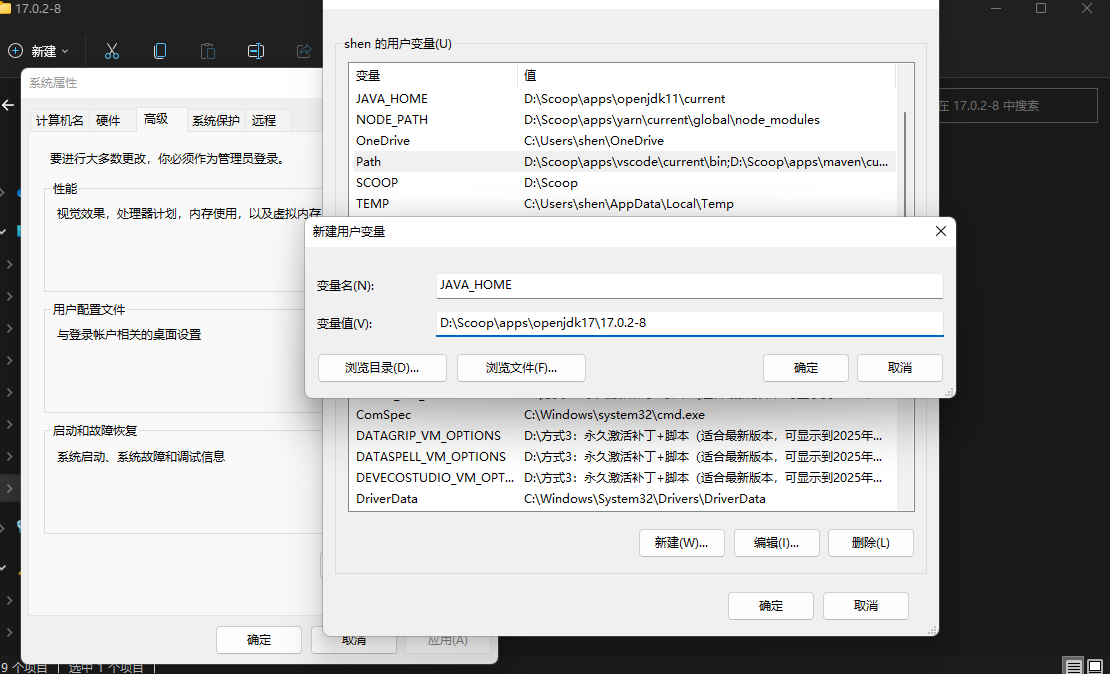 17.0.2-8
新建
在 17.0.2-8 中搜索
系统属性
计算机名 硬件 高级 系统保护 远程
要进行大多数更改，你必须作为管理员登录。
性能
视觉效果，处理器计划，内存使用，以及虚拟内存
用户配置文件
与登录帐户相关的桌面设置
启动和故障恢复
系统启动、系统故障和调试信息
确定 取消 应用(A)
shen 的用户变量(U)
变量 值
JAVA_HOME D:\Scoop\apps\openjdk11\current
NODE_PATH D:\Scoop\apps\yarn\current\global\node_modules
OneDrive C:\Users\shen\OneDrive
Path D:\Scoop\apps\vscode\current\bin;D:\Scoop\apps\maven\cu...
SCOOP D:\Scoop
TEMP C:\Users\shen\AppData\Local\Temp
新建用户变量
变量名(N): JAVA_HOME
变量值(V): D:\Scoop\apps\openjdk17\17.0.2-8
浏览目录(D)... 浏览文件(F)... 确定 取消
ComSpec C:\Windows\system32\cmd.exe
DATAGRIP_VM_OPTIONS D:\方式3：永久激活补丁+脚本（适合最新版本，可显示到2025年...
DATASPELL_VM_OPTIONS D:\方式3：永久激活补丁+脚本（适合最新版本，可显示到2025年...
DEVECOSTUDIO_VM_OPT... D:\方式3：永久激活补丁+脚本（适合最新版本，可显示到2025年...
DriverData C:\Windows\System32\Drivers\DriverData
新建(W)... 编辑(I)... 删除(L)
确定 取消
9 个项目 选中 1 个项目